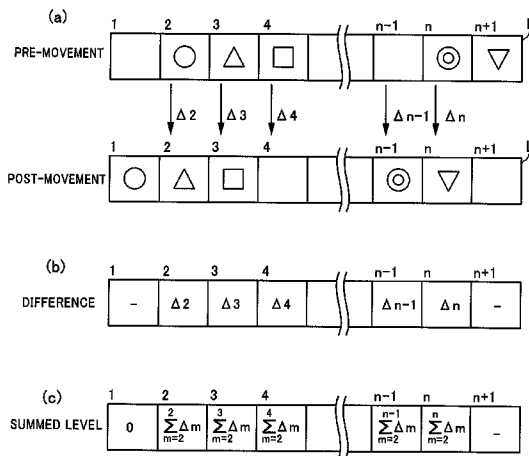 (a)
1 2 3 4 n-1 n n+1
PRE-MOVEMENT
Δ2 Δ3 Δ4 Δn-1 Δn
1 2 3 4 n-1 n n+1
POST-MOVEMENT
(b)
1 2 3 4 n-1 n n+1
DIFFERENCE - Δ2 Δ3 Δ4 Δn-1 Δn -
(c)
1 2 3 4 n-1 n n+1
SUMMED LEVEL 0 2∑m=2 Δm 3∑m=2 Δm 4∑m=2 Δm n-1∑m=2 Δm n∑m=2 Δm -